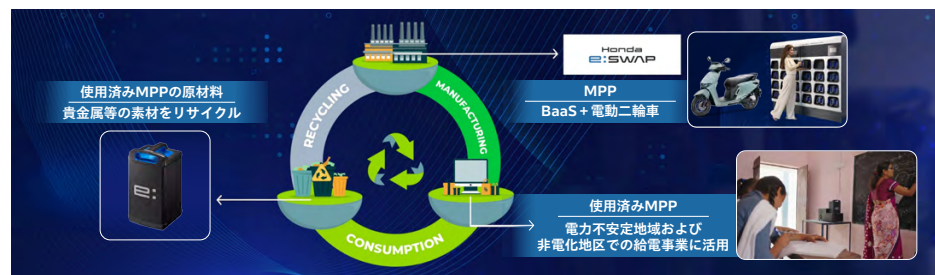 Honda
e:SWAP
MPP
BaaS＋電動二輪車
使用済みMPPの原材料
貴金属等の素材をリサイクル
RECYCLING
MANUFACTURING
CONSUMPTION
e:
使用済みMPP
電力不安定地域および
非電化地区での給電事業に活用